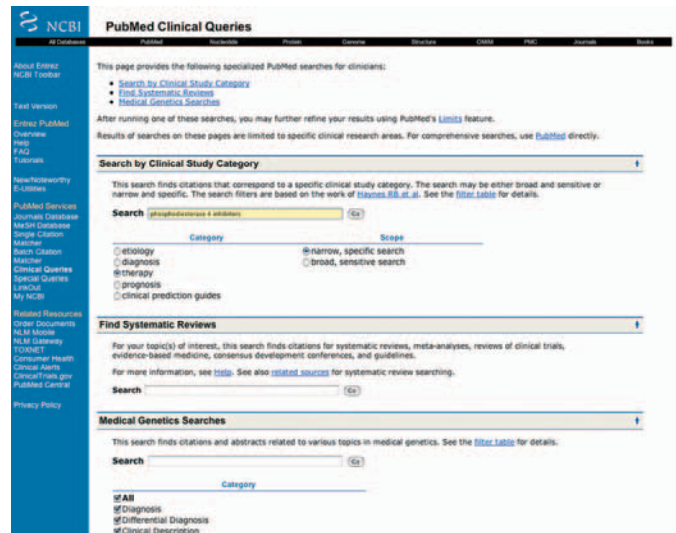 NCBI
PubMed Clinical Queries
All Databases PubMed Nucleotide Protein Genome Structure OMIM PMC Journals Books
About Entrez
NCBI Toolbar
Text Version
Entrez PubMed
Overview
Help
FAQ
Tutorials
New/Noteworthy
E-Utilities
PubMed Services
Journals Database
MeSH Database
Single Citation
Matcher
Batch Citation
Matcher
Clinical Queries
Special Queries
LinkOut
My NCBI
Related Resources
Order Documents
NLM Mobile
NLM Gateway
TOXNET
Consumer Health
Clinical Alerts
ClinicalTrials.gov
PubMed Central
Privacy Policy
This page provides the following specialized PubMed searches for clinicians:
• Search by Clinical Study Category
• Find Systematic Reviews
• Medical Genetics Searches
After running one of these searches, you may further refine your results using PubMed's Limits feature.
Results of searches on these pages are limited to specific clinical research areas. For comprehensive searches, use PubMed directly.
Search by Clinical Study Category
This search finds citations that correspond to a specific clinical study category. The search may be either broad and sensitive or
narrow and specific. The search filters are based on the work of Haynes RB et al. See the filter table for
details.
Search phosphodiesterase 4 inhibitors Go
Category Scope
etiology narrow, specific search
diagnosis broad, sensitive search
therapy
prognosis
clinical prediction guides
Find Systematic Reviews
For your topic(s) of interest, this search finds citations for systematic reviews, meta-analyses, reviews of clinical trials,
evidence-based medicine, consensus development conferences, and guidelines.
For more information, see Help. See also related sources for systematic review searching.
Search Go
Medical Genetics Searches
This search finds citations and abstracts related to various topics in medical genetics. See the filter table for details.
Search Go
Category
All
Diagnosis
Differential Diagnosis
Clinical Description